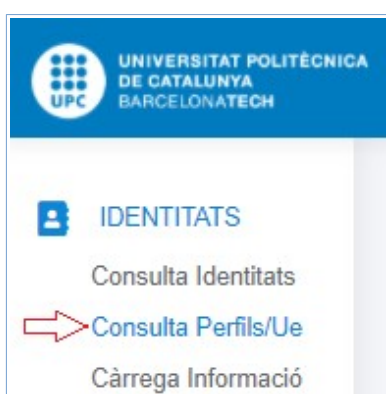 UNIVERSITAT POLITÈCNICA
DE CATALUNYA
BARCELONATECH
UPC
IDENTITATS
Consulta Identitats
Consulta Perfils/Ue
Càrrega Informació